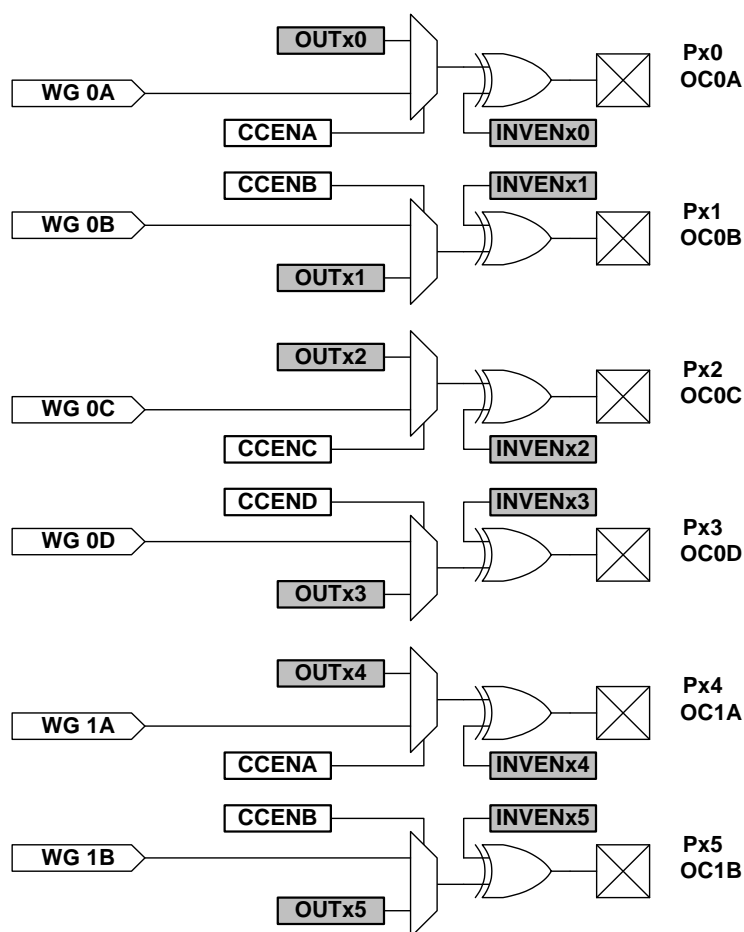 OUTx0
Px0
WG 0A
OC0A
CCENA
INVENx0
CCENB
INVENx1
WG 0B
Px1
OC0B
OUTx1
OUTx2
Px2
WG 0C
OC0C
CCENC
INVENx2
CCEND
INVENx3
WG 0D
Px3
OC0D
OUTx3
OUTx4
Px4
WG 1A
OC1A
CCENA
INVENx4
CCENB
INVENx5
WG 1B
Px5
OC1B
OUTx5